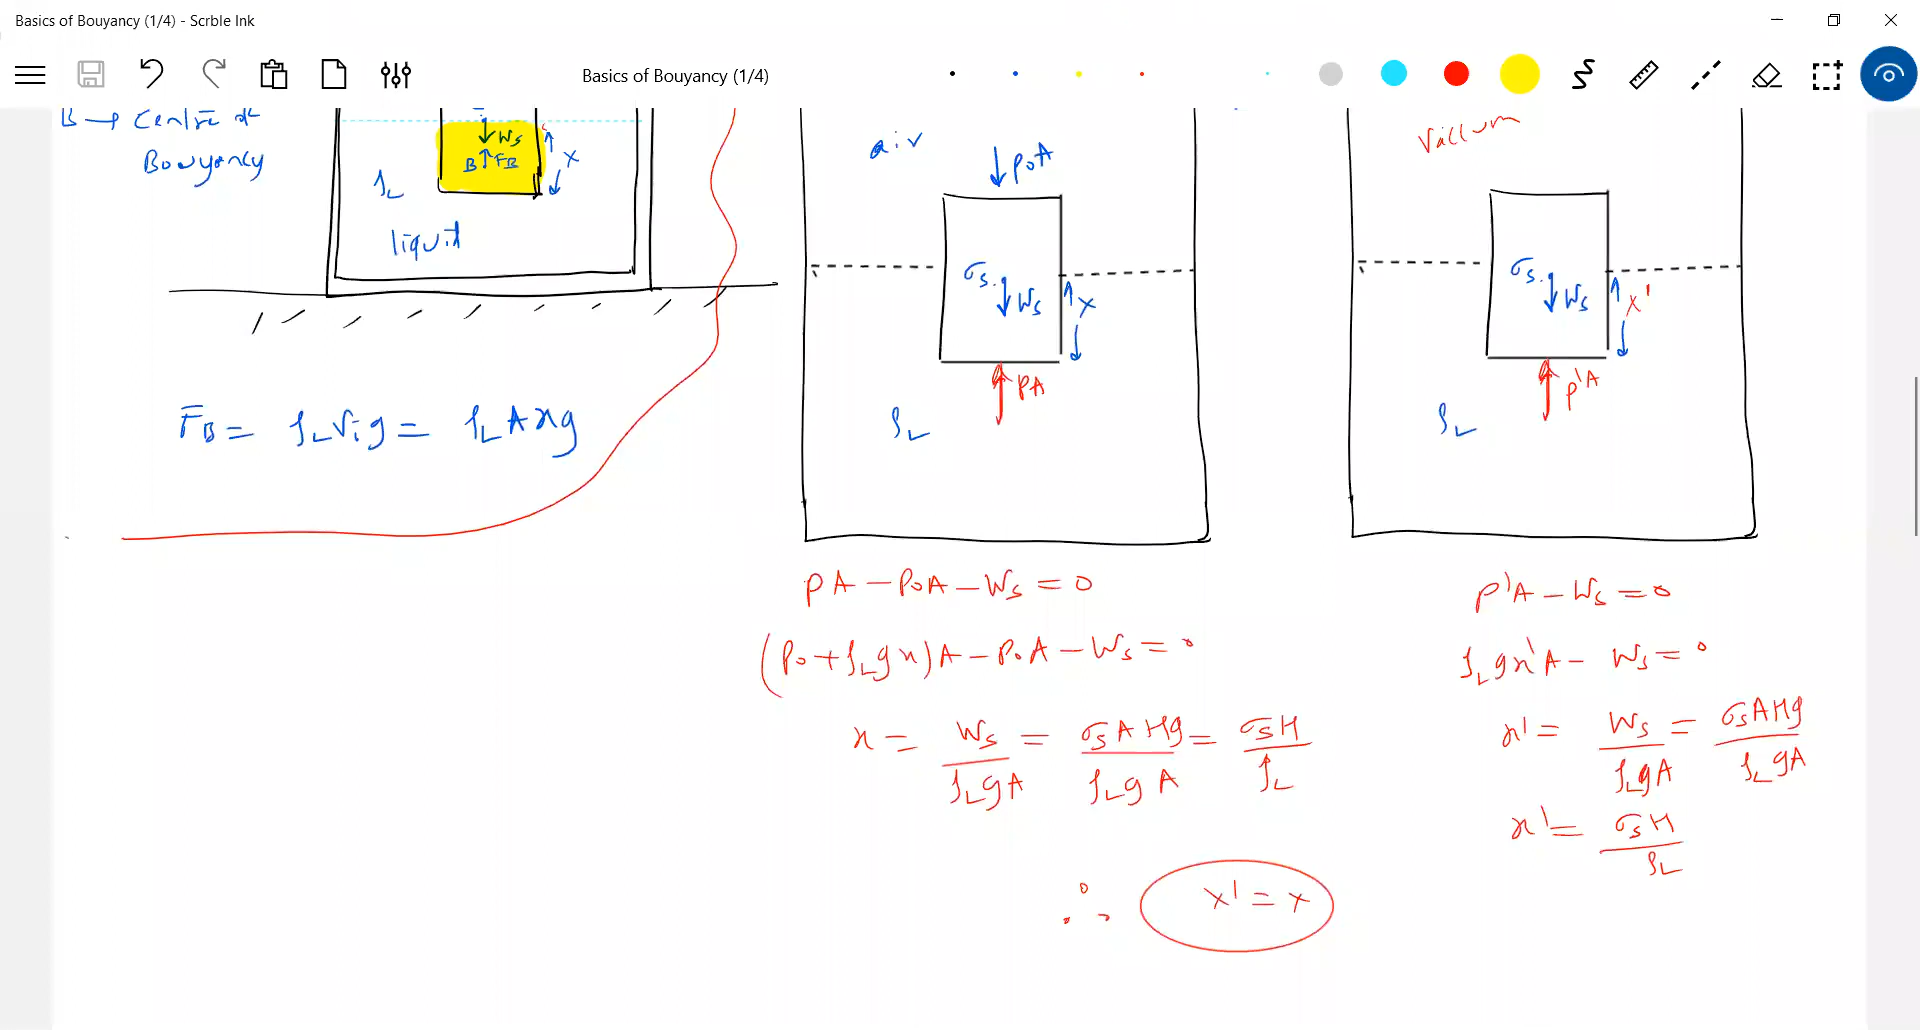 Basics of Bouyancy (1/4) - Scrble Ink
Basics of Bouyancy (1/4)
B → Centre of
Bouyancy
Ws
B FB
x
ρL
liquid
FB = ρL Vi g = ρL A x g
air
P0A
σs
Ws
x
PA
ρL
PA - P0A - Ws = 0
(P0 + ρL g x) A - P0 A - Ws = 0
x = Ws / ρL g A = σs A H g / ρL g A = σs H / ρL
Vaccum
σs
Ws
x'
P'A
ρL
P'A - Ws = 0
ρL g x' A - Ws = 0
x' = Ws / ρL g A = σs A H g / ρL g A
x' = σs H / ρL
∴ x' = x